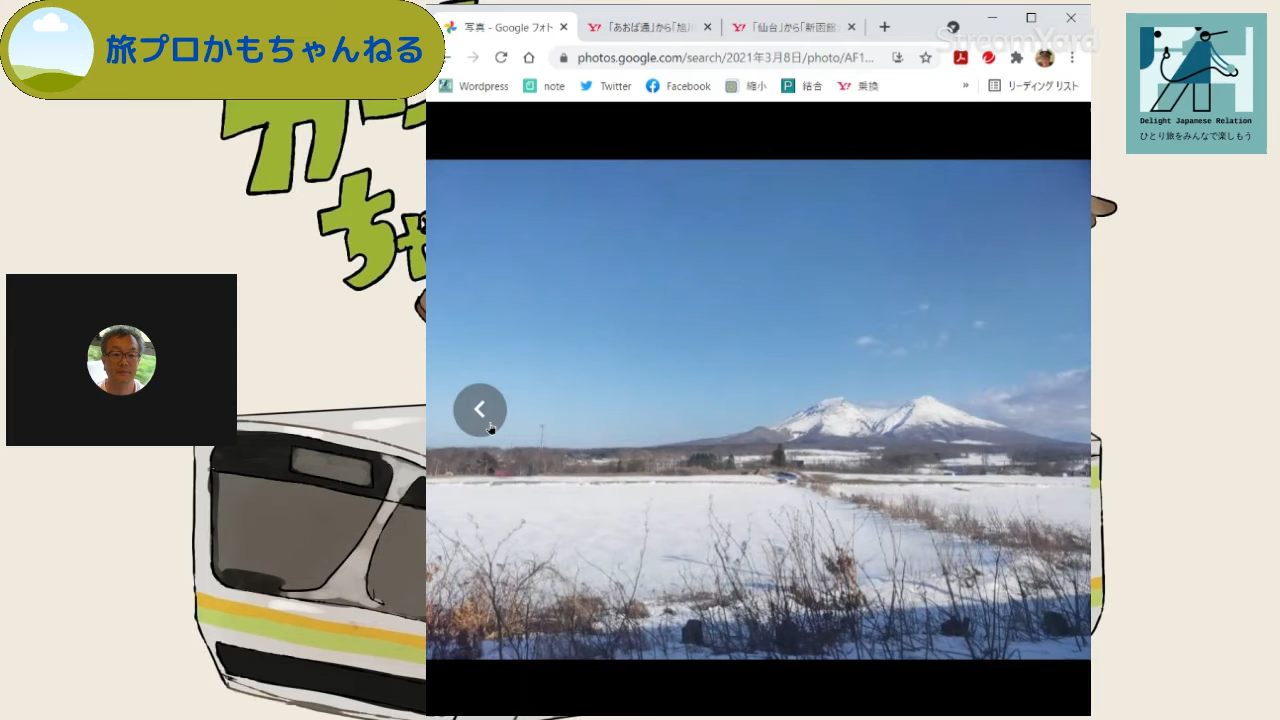 旅プロかもちゃんねる
写真 - Google フォト
「あおば通」から「旭川
「仙台」から「新函館
StreamYard
photos.google.com/search/2021年3月8日/photo/AF1...
Wordpress
note
Twitter
Facebook
縮小
結合
乗換
»
リーディング リスト
ちゃ
Delight Japanese Relation
ひとり旅をみんなで楽しもう